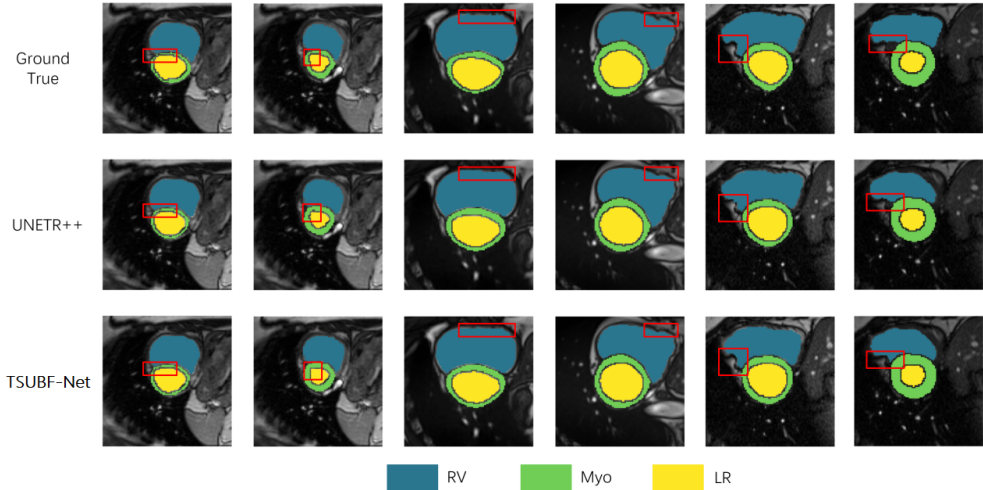 Ground
True
UNETR++
TSUBF-Net
RV
Myo
LR